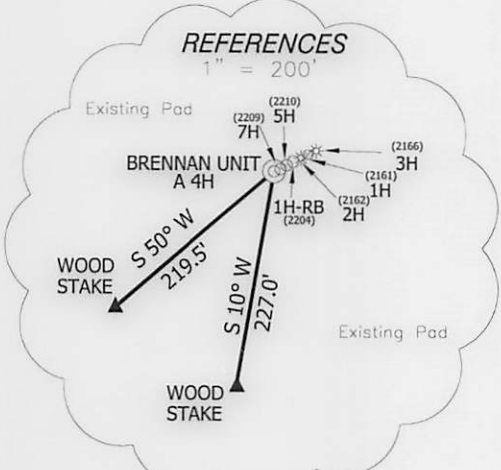 REFERENCES
1" = 200'
Existing Pad
(2210)
5H
(2209)
7H
BRENNAN UNIT
A 4H
(2166)
3H
(2161)
1H
(2162)
2H
1H-RB
(2204)
S 50° W
219.5'
WOOD
STAKE
S 10° W
227.0'
Existing Pad
WOOD
STAKE